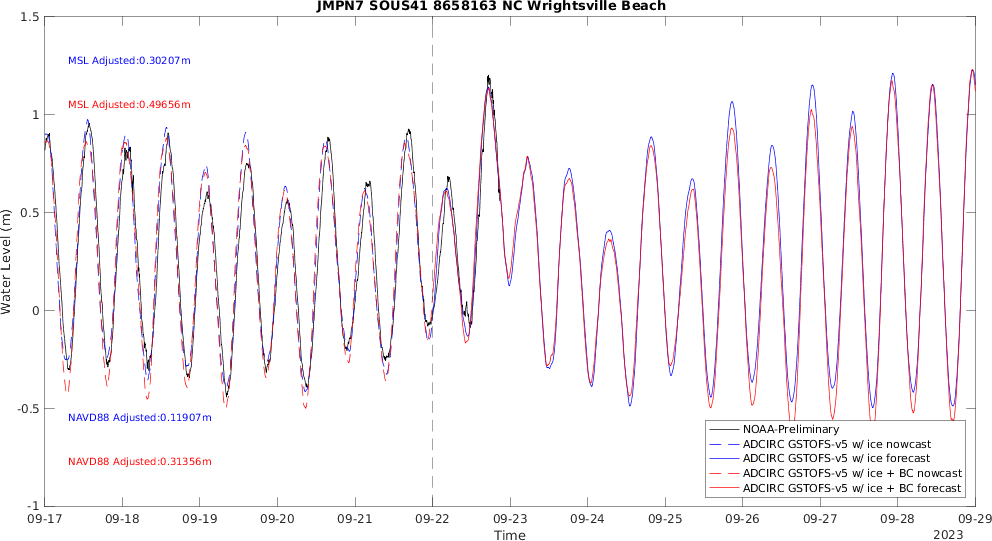 JMPN7 SOUS41 8658163 NC Wrightsville Beach
1.5
1
0.5
0
-0.5
-1
Water Level (m)
MSL Adjusted:0.30207m
MSL Adjusted:0.49656m
NAVD88 Adjusted:0.11907m
NAVD88 Adjusted:0.31356m
NOAA-Preliminary
ADCIRC GSTOFS-v5 w/ ice nowcast
ADCIRC GSTOFS-v5 w/ ice forecast
ADCIRC GSTOFS-v5 w/ ice + BC nowcast
ADCIRC GSTOFS-v5 w/ ice + BC forecast
09-17 09-18 09-19 09-20 09-21 09-22 09-23 09-24 09-25 09-26 09-27 09-28 09-29
Time
2023